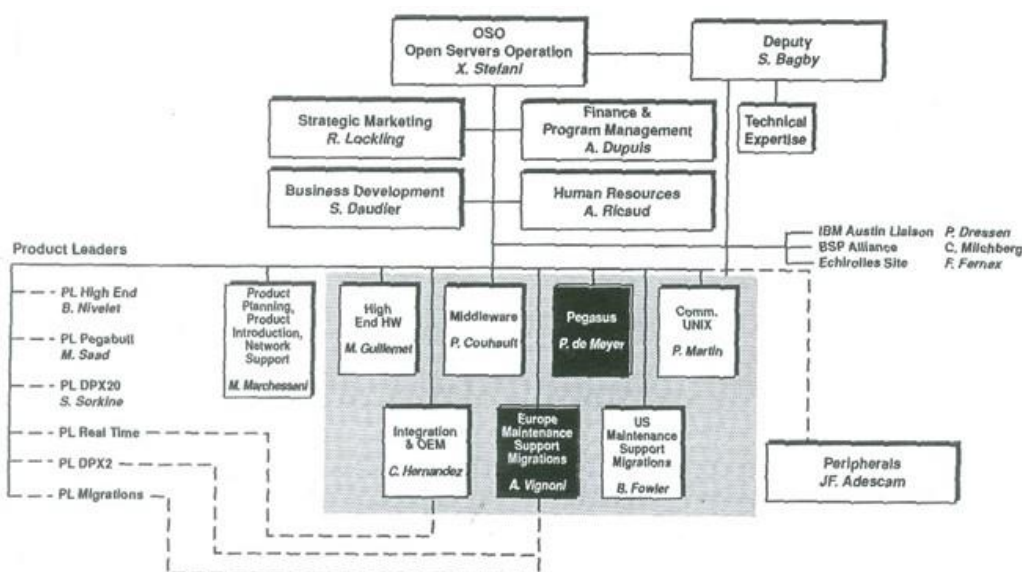 OSO
Open Servers Operation
X. Stefani
Deputy
S. Bagby
Technical
Expertise
Strategic Marketing
R. Lockling
Finance &
Program Management
A. Dupuis
Business Development
S. Daudier
Human Resources
A. Ricaud
IBM Austin Liaison P. Dressen
BSP Alliance C. Milchberg
Echirolles Site F. Fernex
Product Leaders
PL High End
B. Nivelet
PL Pegabull
M. Saad
PL DPX20
S. Sorkine
PL Real Time
PL DPX2
PL Migrations
Product
Planning,
Product
Introduction,
Network
Support
M. Marchesseni
High
End HW
M. Guillemet
Middleware
P. Couhault
Pegasus
P. de Meyer
Comm.
UNIX
P. Martin
Integration
& OEM
C. Hernandez
Europe
Maintenance
Support
Migrations
A. Vignoni
US
Maintenance
Support
Migrations
B. Fowler
Peripherals
JF. Adescam